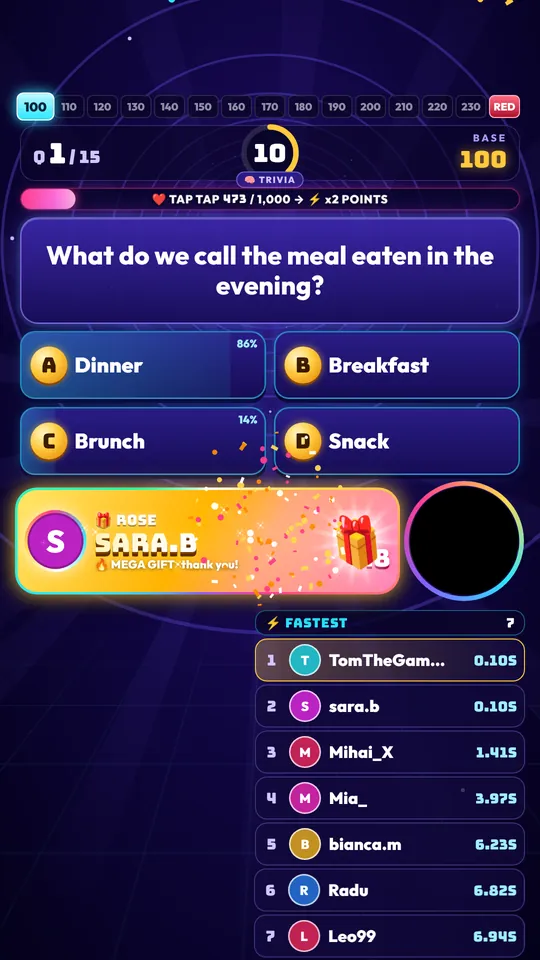 100 110 120 130 140 150 160 170 180 190 200 210 220 230 RED
Q 1 / 15
10
BASE
100
🧠 TRIVIA
❤️ TAP TAP 473 / 1,000 → ⚡ x2 POINTS
What do we call the meal eaten in the
evening?
A Dinner 86%
B Breakfast
C Brunch 14%
D Snack
S
🎁 ROSE
SARA.B
🔥 MEGA GIFT · thank you!
8
⚡ FASTEST 7
1 T TomTheGam... 0.10S
2 S sara.b 0.10S
3 M Mihai_X 1.41S
4 M Mia_ 3.97S
5 B bianca.m 6.23S
6 R Radu 6.82S
7 L Leo99 6.94S